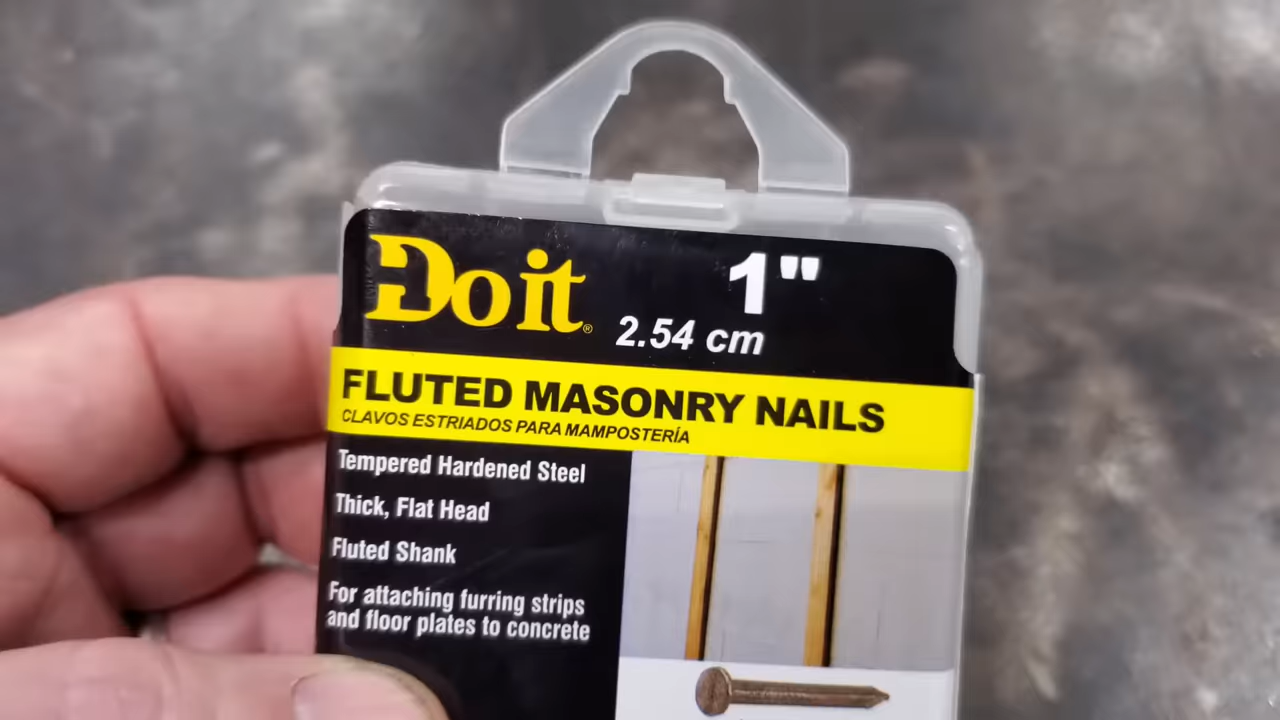 Do it®
1"
2.54 cm
FLUTED MASONRY NAILS
CLAVOS ESTRIADOS PARA MAMPOSTERÍA
Tempered Hardened Steel
Thick, Flat Head
Fluted Shank
For attaching furring strips
and floor plates to concrete